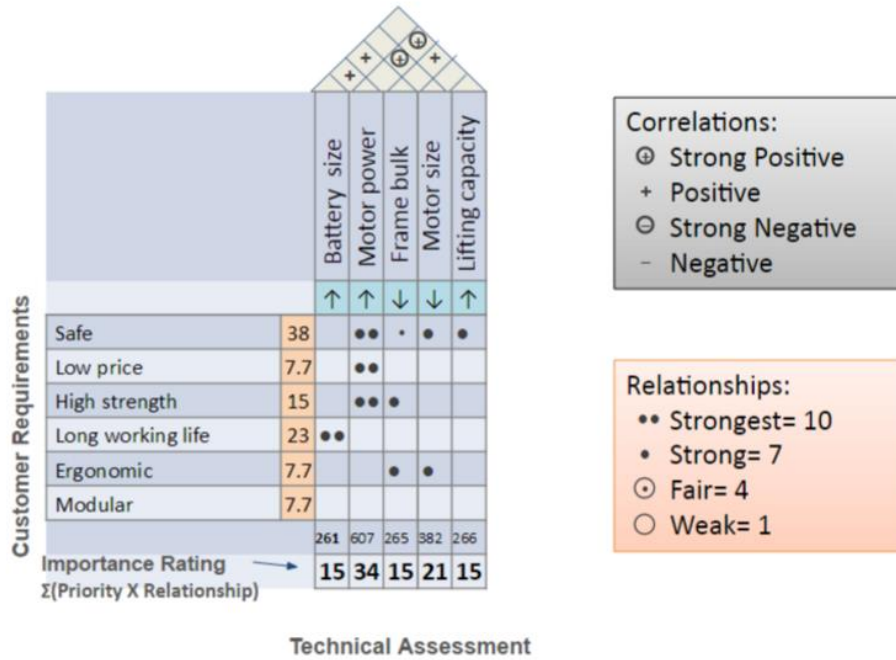 Battery size
Motor power
Frame bulk
Motor size
Lifting capacity
↑ ↑ ↓ ↓ ↑
Customer Requirements
Safe 38 •• • • •
Low price 7.7 ••
High strength 15 •• •
Long working life 23 ••
Ergonomic 7.7 • •
Modular 7.7
261 607 265 382 266
Importance Rating 15 34 15 21 15
Σ(Priority X Relationship)
Technical Assessment
Correlations:
⊕ Strong Positive
+ Positive
⊖ Strong Negative
− Negative
Relationships:
•• Strongest= 10
• Strong= 7
⊙ Fair= 4
○ Weak= 1